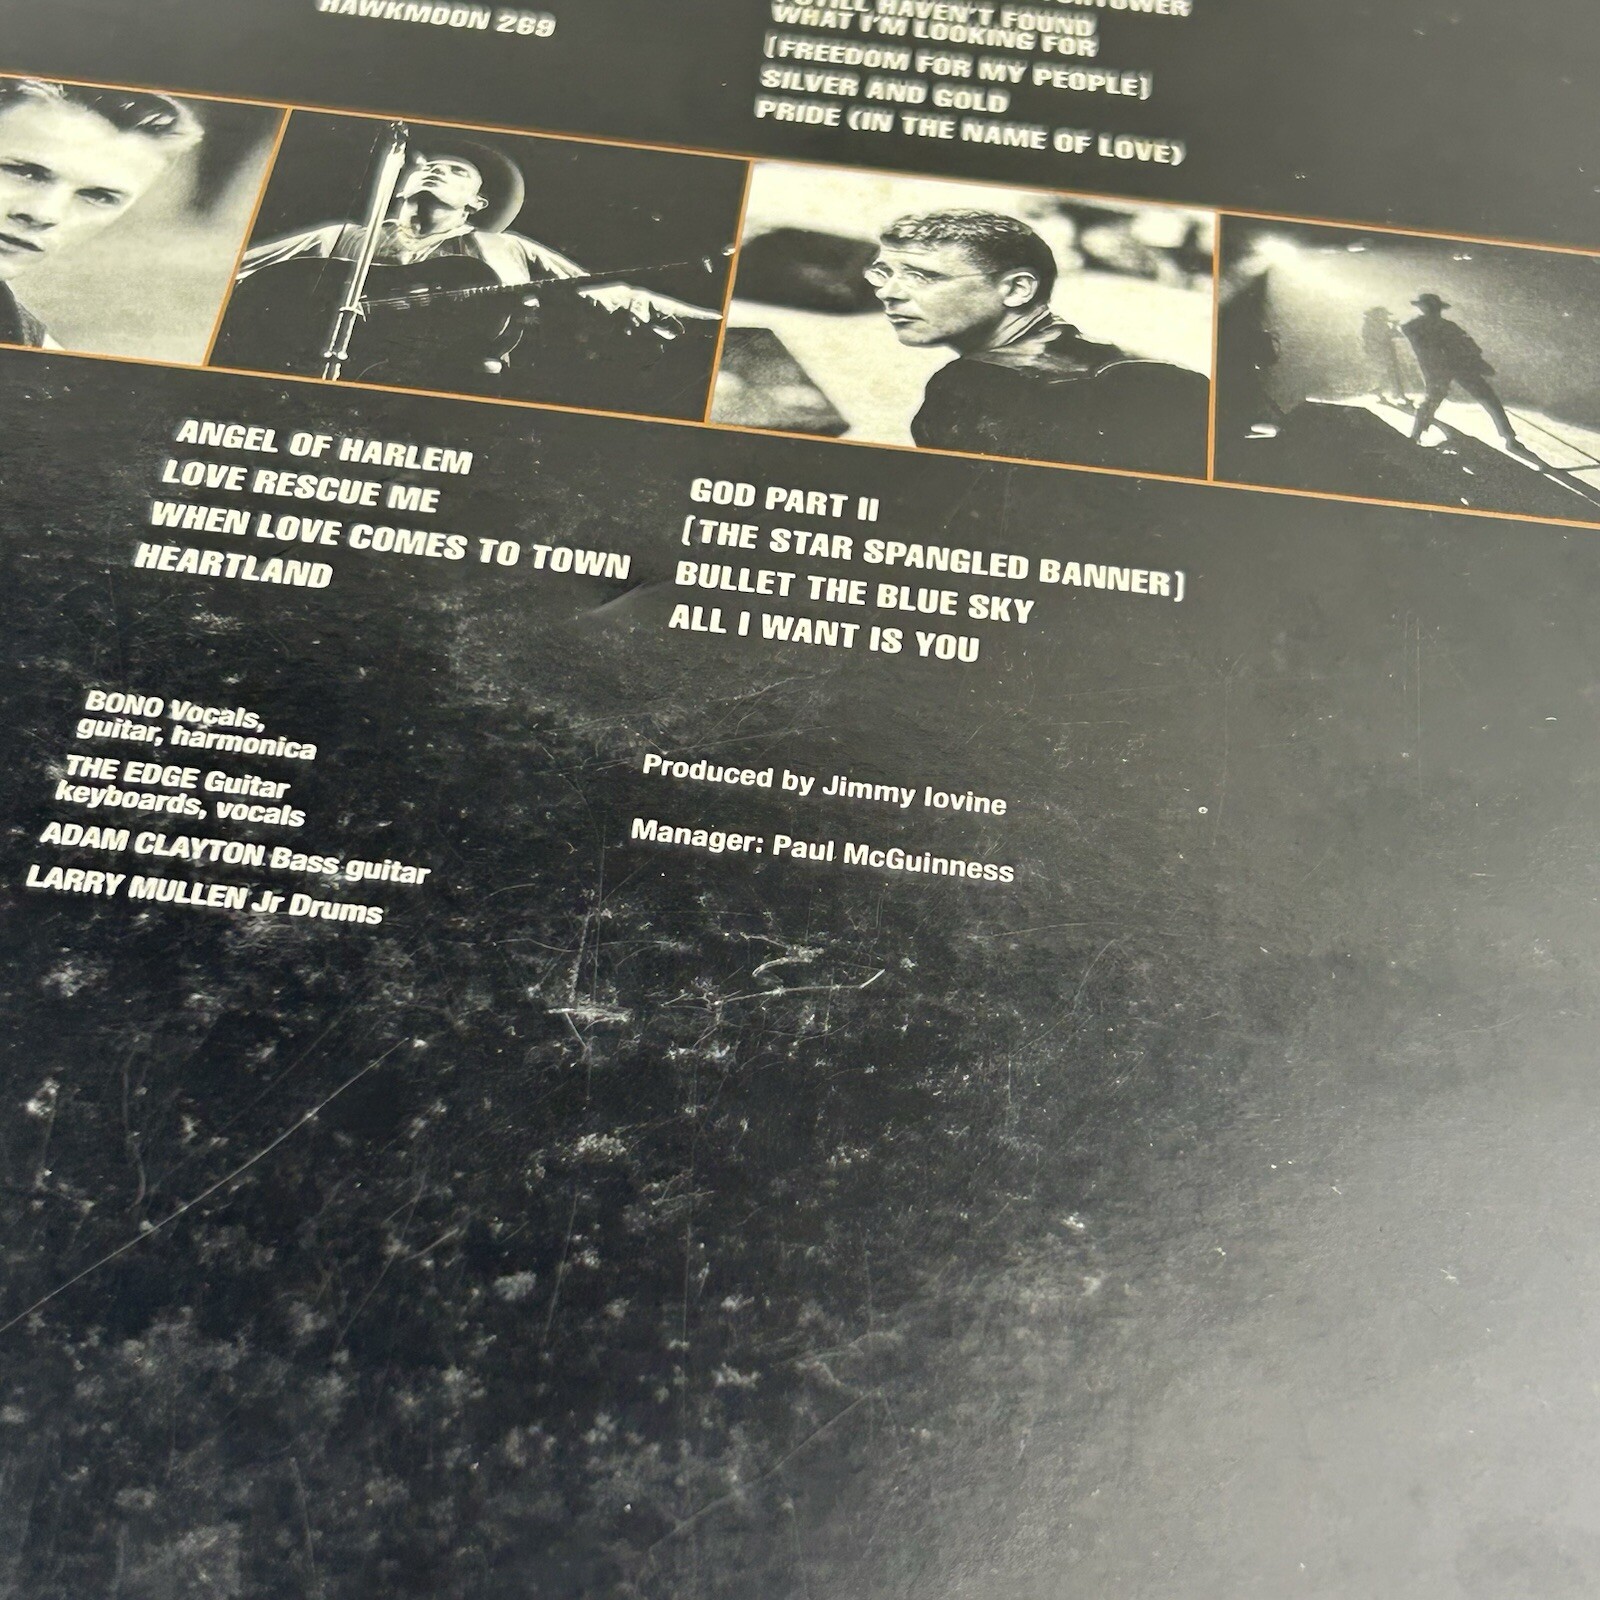 HAWKMOON 269
I STILL HAVEN'T FOUND
WHAT I'M LOOKING FOR
[FREEDOM FOR MY PEOPLE]
SILVER AND GOLD
PRIDE (IN THE NAME OF LOVE)
ANGEL OF HARLEM
LOVE RESCUE ME
WHEN LOVE COMES TO TOWN
HEARTLAND
GOD PART II
[THE STAR SPANGLED BANNER]
BULLET THE BLUE SKY
ALL I WANT IS YOU
BONO Vocals,
guitar, harmonica
THE EDGE Guitar
keyboards, vocals
ADAM CLAYTON Bass guitar
LARRY MULLEN Jr Drums
Produced by Jimmy Iovine
Manager: Paul McGuinness